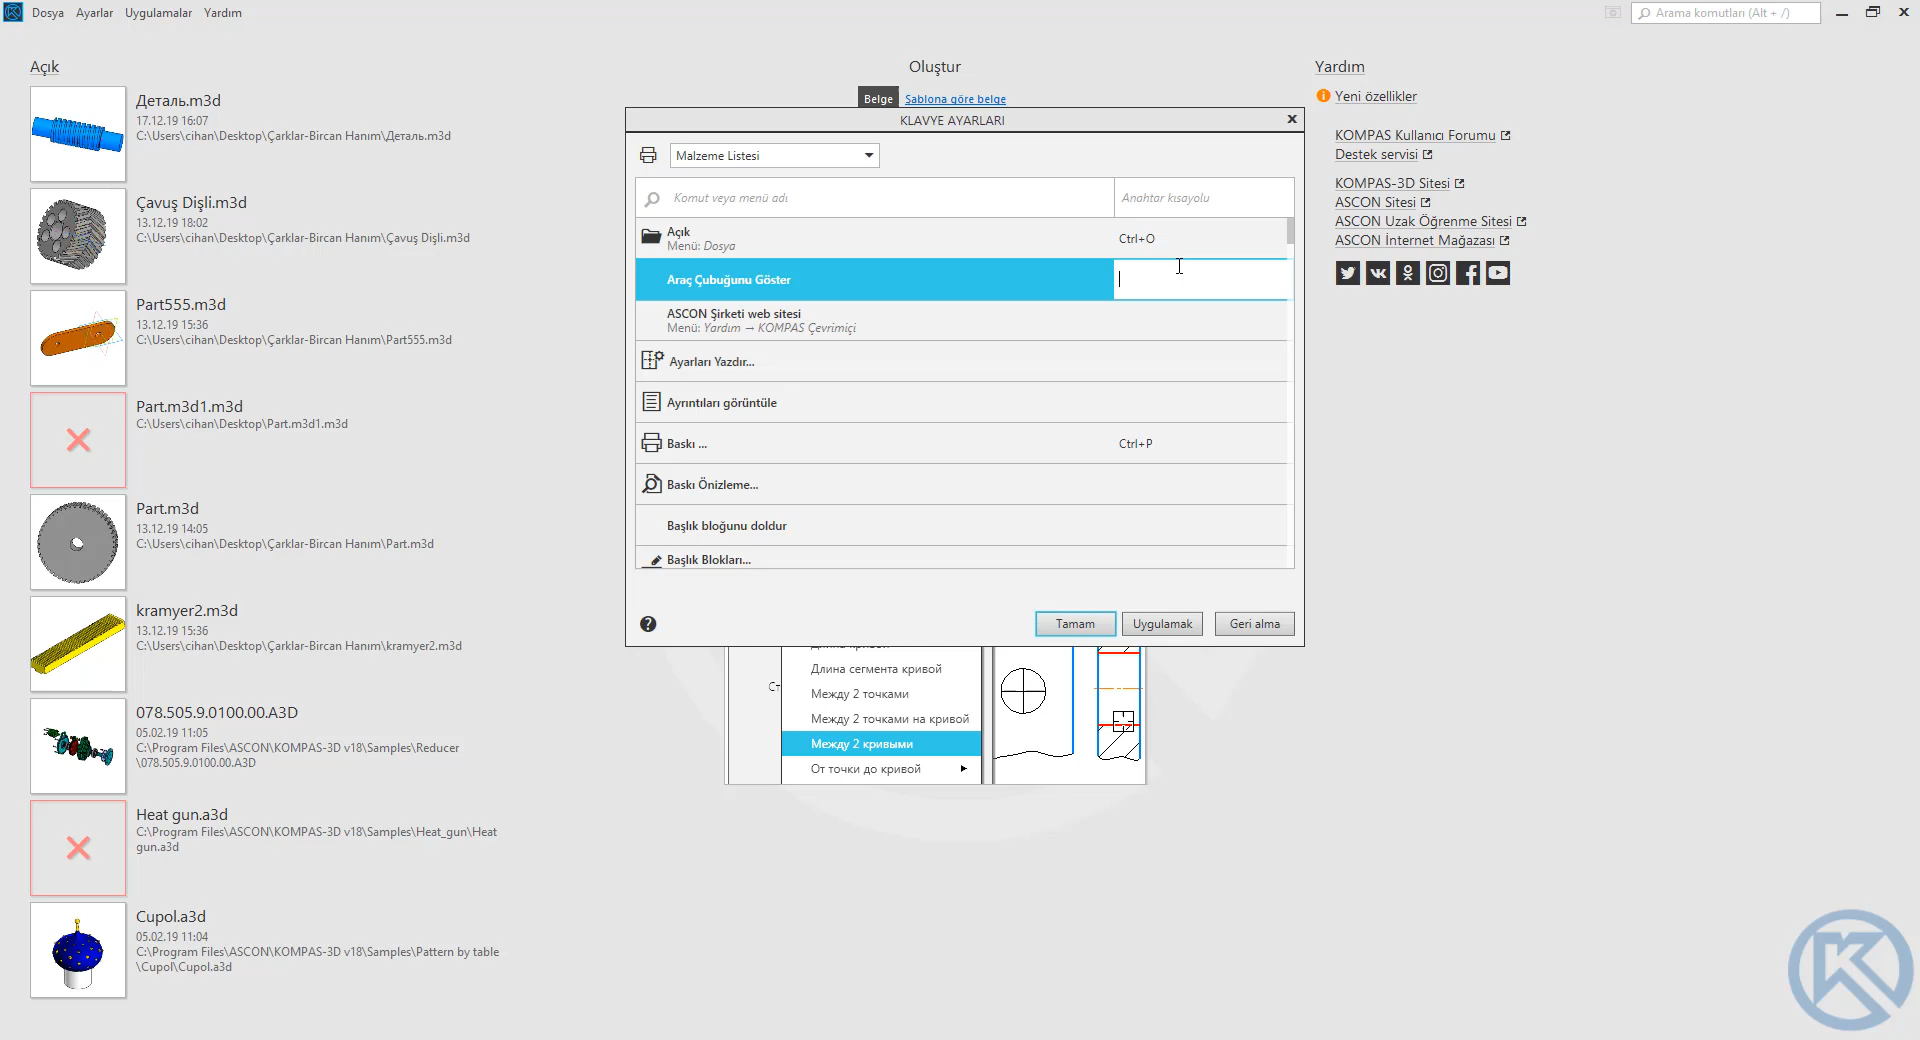 Dosya Ayarlar Uygulamalar Yardım
Arama komutları (Alt + /)
Açık
Деталь.m3d
17.12.19 16:07
C:\Users\cihan\Desktop\Çarklar-Bircan Hanım\Деталь.m3d
Çavuş Dişli.m3d
13.12.19 18:02
C:\Users\cihan\Desktop\Çarklar-Bircan Hanım\Çavuş Dişli.m3d
Part555.m3d
13.12.19 15:36
C:\Users\cihan\Desktop\Çarklar-Bircan Hanım\Part555.m3d
Part.m3d1.m3d
C:\Users\cihan\Desktop\Part.m3d1.m3d
Part.m3d
13.12.19 14:05
C:\Users\cihan\Desktop\Çarklar-Bircan Hanım\Part.m3d
kramyer2.m3d
13.12.19 15:36
C:\Users\cihan\Desktop\Çarklar-Bircan Hanım\kramyer2.m3d
078.505.9.0100.00.A3D
05.02.19 11:05
C:\Program Files\ASCON\KOMPAS-3D v18\Samples\Reducer
\078.505.9.0100.00.A3D
Heat gun.a3d
C:\Program Files\ASCON\KOMPAS-3D v18\Samples\Heat_gun\Heat
gun.a3d
Cupol.a3d
05.02.19 11:04
C:\Program Files\ASCON\KOMPAS-3D v18\Samples\Pattern by table
\Cupol\Cupol.a3d
Oluştur
Belge Şablona göre belge
KLAVYE AYARLARI
Malzeme Listesi
Komut veya menü adı Anahtar kısayolu
Açık
Menü: Dosya
Ctrl+O
Araç Çubuğunu Göster
ASCON Şirketi web sitesi
Menü: Yardım → KOMPAS Çevrimiçi
Ayarları Yazdır...
Ayrıntıları görüntüle
Baskı ... Ctrl+P
Baskı Önizleme...
Başlık bloğunu doldur
Başlık Blokları...
Tamam Uygulamak Geri alma
Длина кривой
Длина сегмента кривой
Ст
Между 2 точками
Между 2 точками на кривой
Между 2 кривыми
От точки до кривой
Yardım
Yeni özellikler
KOMPAS Kullanıcı Forumu
Destek servisi
KOMPAS-3D Sitesi
ASCON Sitesi
ASCON Uzak Öğrenme Sitesi
ASCON İnternet Mağazası